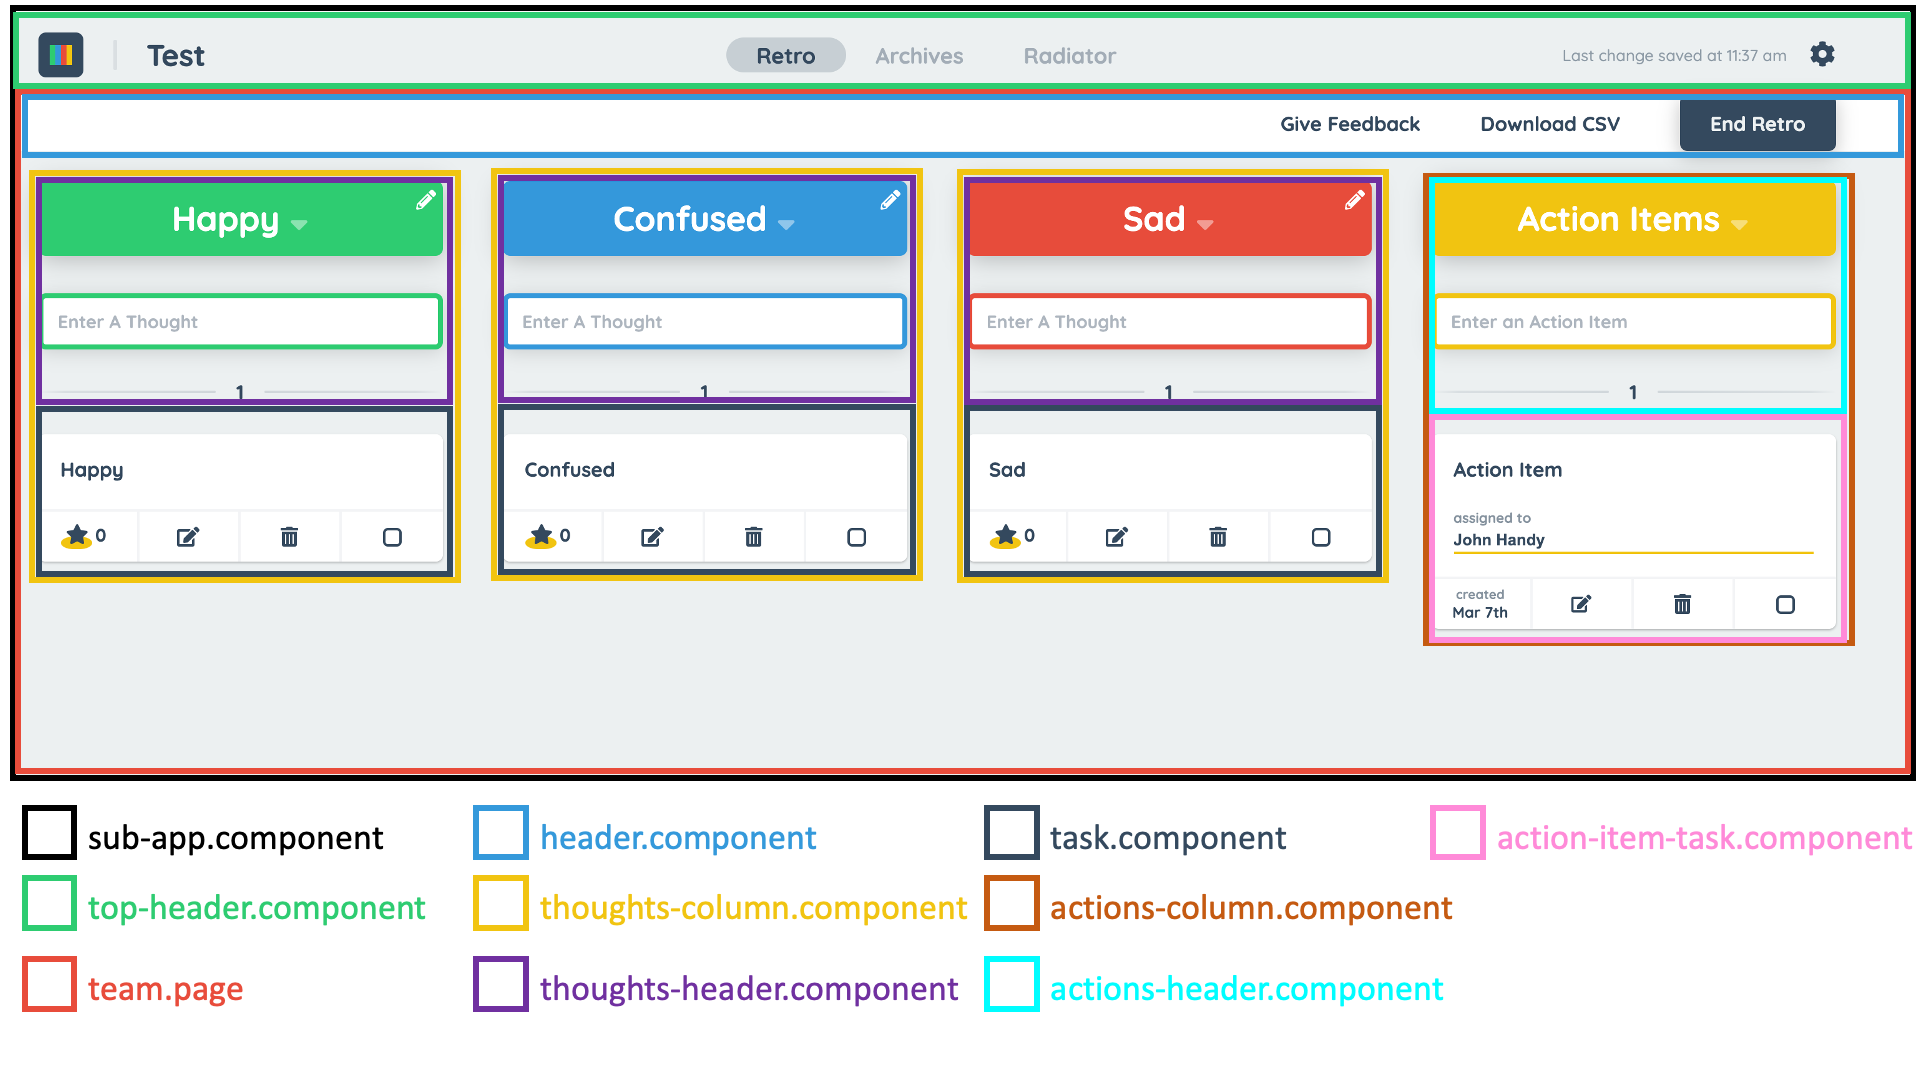 Test
Retro
Archives
Radiator
Last change saved at 11:37 am
Give Feedback
Download CSV
End Retro
Happy
Confused
Sad
Action Items
Enter A Thought
Enter A Thought
Enter A Thought
Enter an Action Item
1
1
1
1
Happy
0
Confused
0
Sad
0
Action Item
assigned to
John Handy
created
Mar 7th
sub-app.component
header.component
task.component
action-item-task.component
top-header.component
thoughts-column.component
actions-column.component
team.page
thoughts-header.component
actions-header.component